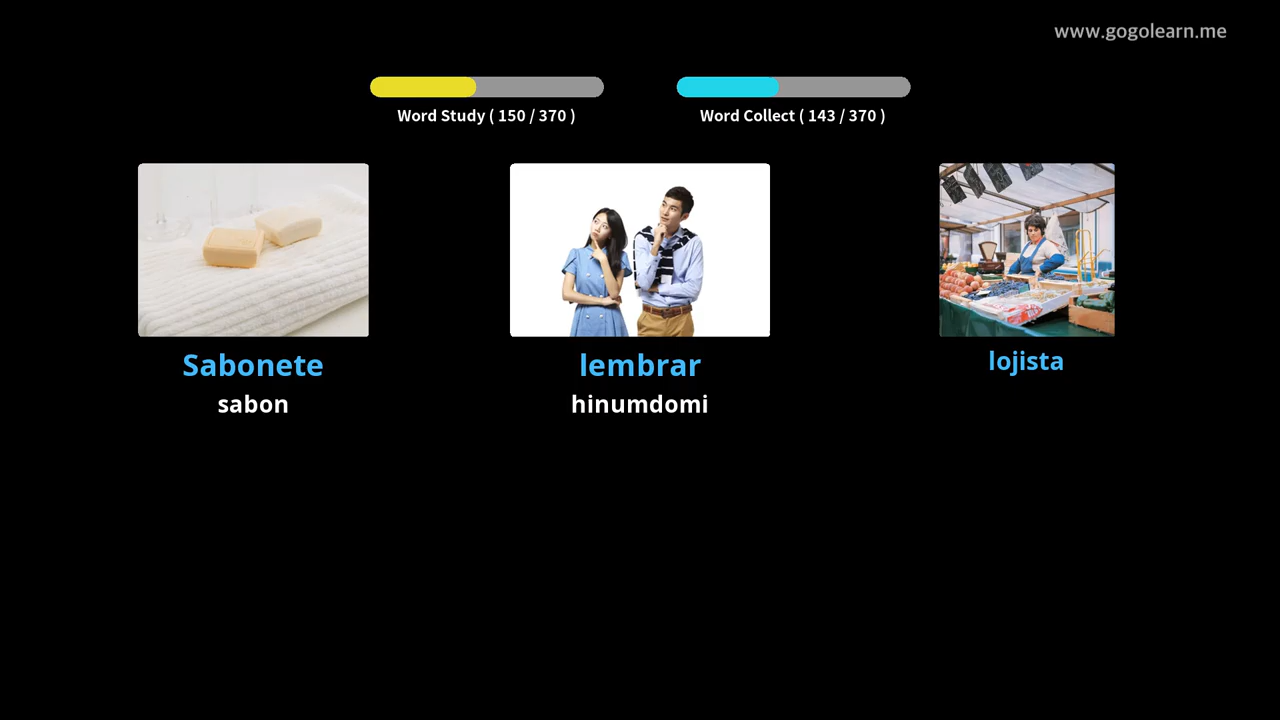 www.gogolearn.me
Word Study ( 150 / 370 )
Word Collect ( 143 / 370 )
Sabonete
sabon
lembrar
hinumdomi
lojista